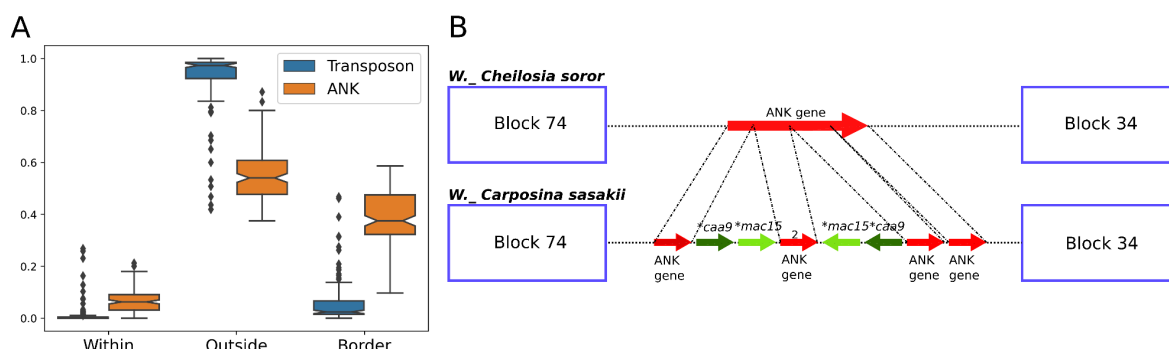 A
1.0
0.8
0.6
0.4
0.2
0.0
Transposon
ANK
Within
Outside
Border
B
W._ Cheilosia soror
Block 74
ANK gene
Block 34
W._ Carposina sasakii
Block 74
*caa9
*mac15
2
*mac15
*caa9
Block 34
ANK
gene
ANK
gene
ANK
gene
ANK
gene